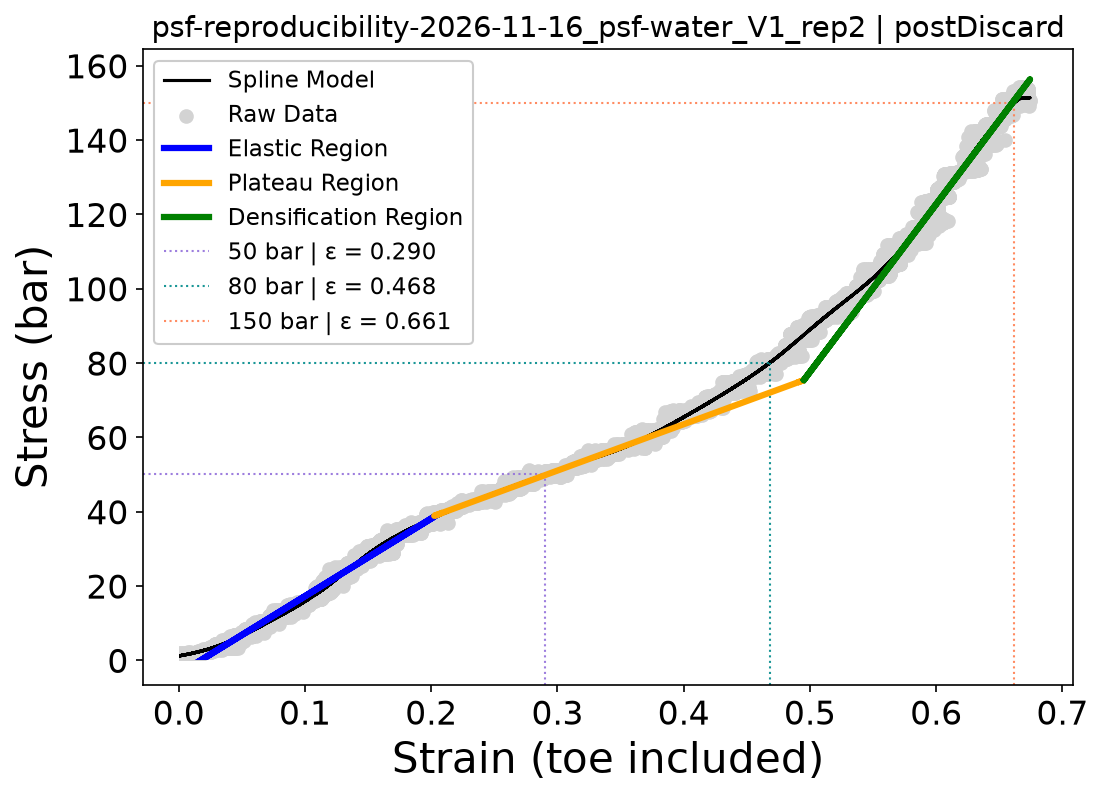 psf-reproducibility-2026-11-16_psf-water_V1_rep2 | postDiscard
Spline Model
Raw Data
Elastic Region
Plateau Region
Densification Region
50 bar | ε = 0.290
80 bar | ε = 0.468
150 bar | ε = 0.661
160
140
120
100
80
60
40
20
0
Stress (bar)
0.0 0.1 0.2 0.3 0.4 0.5 0.6 0.7
Strain (toe included)